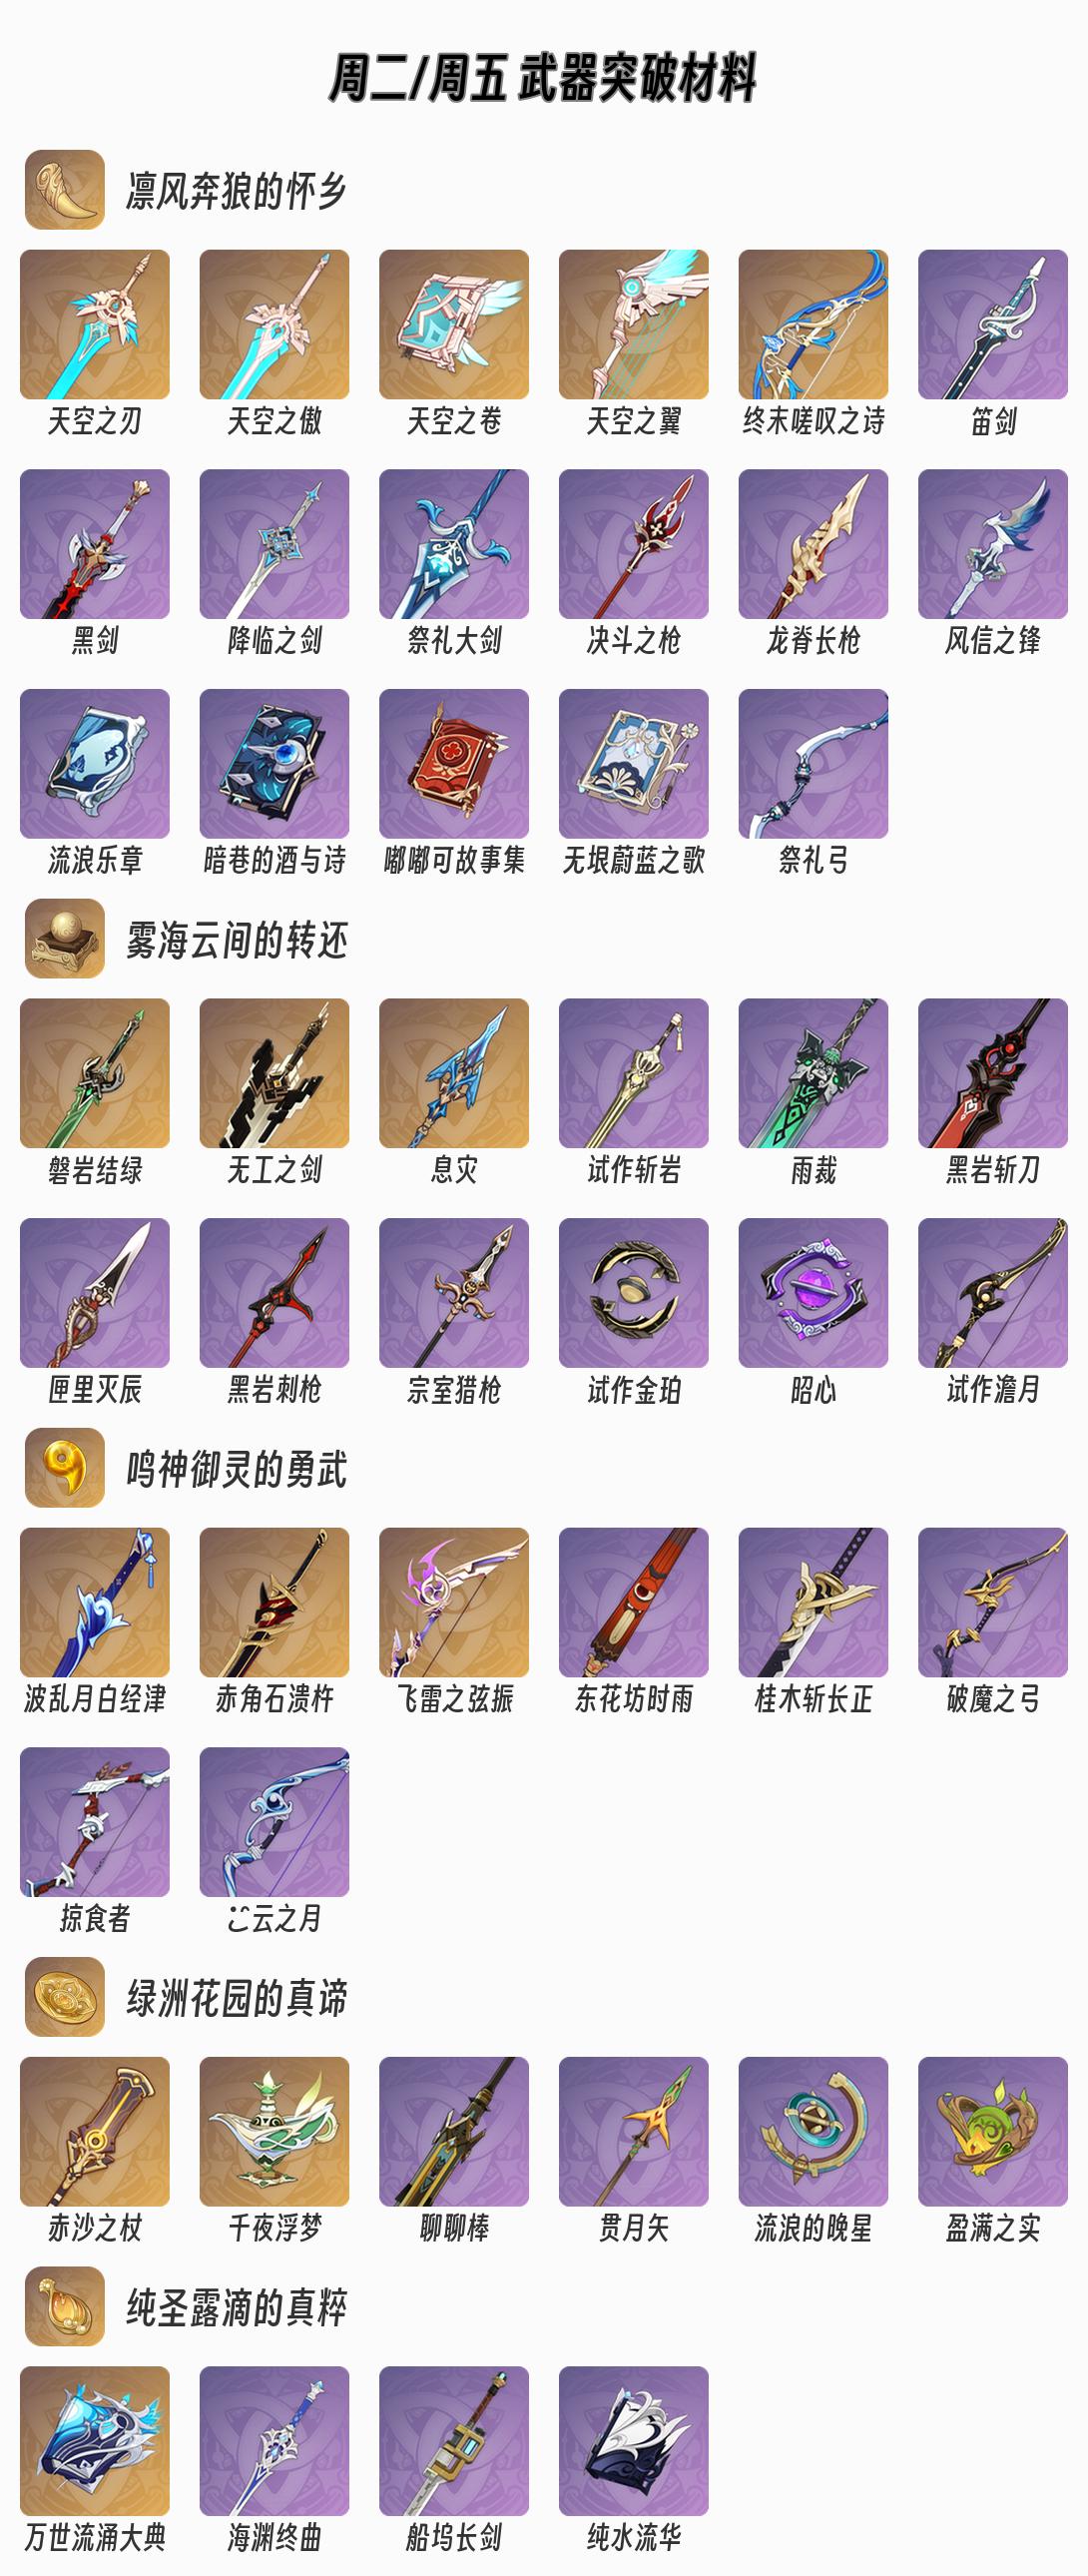 周二/周五 武器突破材料
凛风奔狼的怀乡
天空之刃 天空之傲 天空之卷 天空之翼 终末嗟叹之诗 笛剑
黑剑 降临之剑 祭礼大剑 决斗之枪 龙脊长枪 风信之锋
流浪乐章 暗巷的酒与诗 嘟嘟可故事集 无垠蔚蓝之歌 祭礼弓
雾海云间的转还
磐岩结绿 无工之剑 息灾 试作斩岩 雨裁 黑岩斩刀
匣里灭辰 黑岩刺枪 宗室猎枪 试作金珀 昭心 试作澹月
鸣神御灵的勇武
波乱月白经津 赤角石溃杵 飞雷之弦振 东花坊时雨 桂木斩长正 破魔之弓
掠食者 云之月
绿洲花园的真谛
赤沙之杖 千夜浮梦 聊聊棒 贯月矢 流浪的晚星 盈满之实
纯圣露滴的真粹
万世流涌大典 海渊终曲 船坞长剑 纯水流华